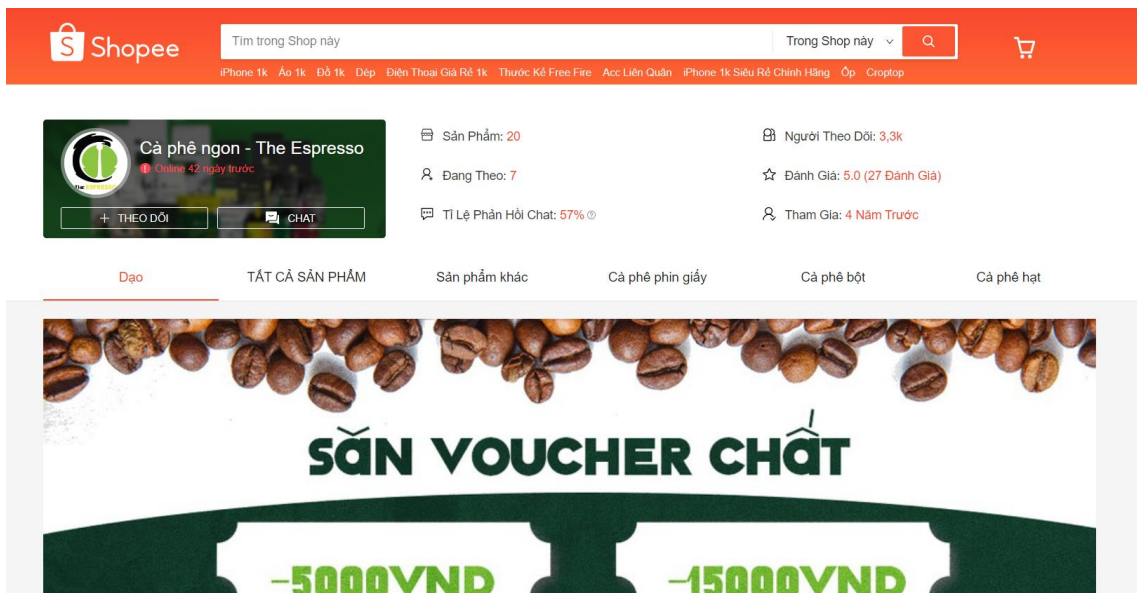 Shopee
Tìm trong Shop này
Trong Shop này
iPhone 1k Áo 1k Đồ 1k Dép Điện Thoại Giá Rẻ 1k Thước Kẻ Free Fire Acc Liên Quân iPhone 1k Siêu Rẻ Chính Hãng Ốp Croptop
Cà phê ngon - The Espresso
Online 42 ngày trước
The ESPRESSO
+ THEO DÕI
CHAT
Sản Phẩm: 20
Người Theo Dõi: 3,3k
Đang Theo: 7
Đánh Giá: 5.0 (27 Đánh Giá)
Tỉ Lệ Phản Hồi Chat: 57%
Tham Gia: 4 Năm Trước
Dạo
TẤT CẢ SẢN PHẨM
Sản phẩm khác
Cà phê phin giấy
Cà phê bột
Cà phê hạt
SĂN VOUCHER CHẤT
-5000VND
-15000VND